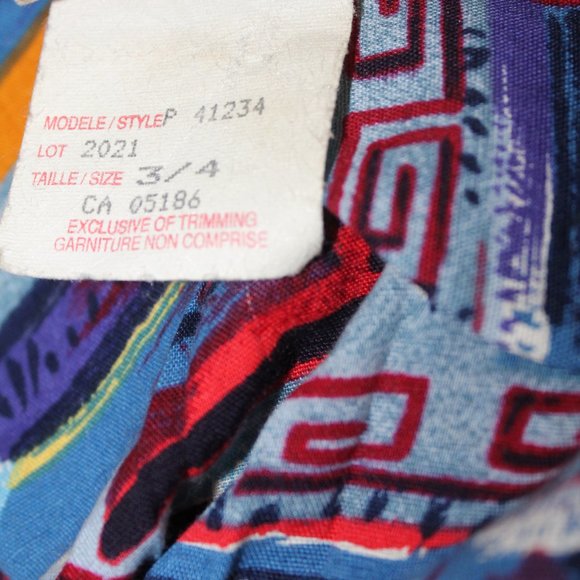 MODELE/STYLE P 41234
LOT 2021
TAILLE/SIZE 3/4
CA 05186
EXCLUSIVE OF TRIMMING
GARNITURE NON COMPRISE